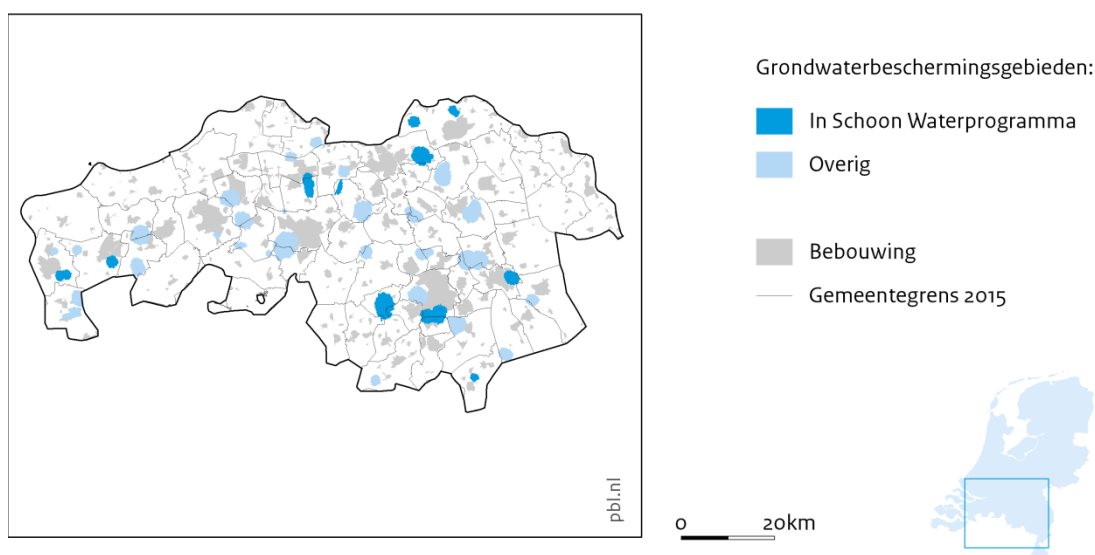 Grondwaterbeschermingsgebieden:
In Schoon Waterprogramma
Overig
Bebouwing
Gemeentegrens 2015
pbl.nl
0 20km